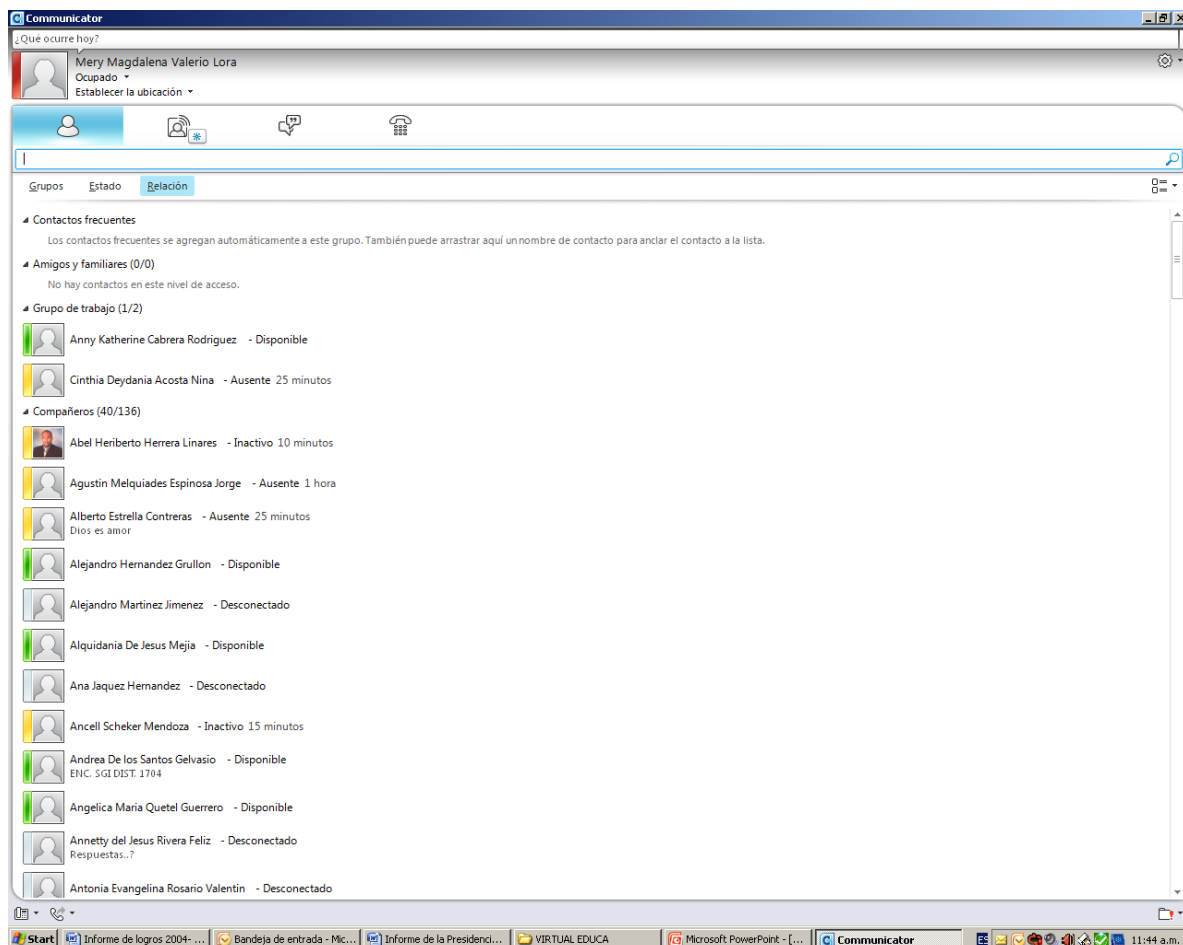 Communicator
¿Qué ocurre hoy?
Mery Magdalena Valerio Lora
Ocupado
Establecer la ubicación
Grupos Estado Relación
Contactos frecuentes
Los contactos frecuentes se agregan automáticamente a este grupo. También puede arrastrar aquí un nombre de contacto para anclar el contacto a la lista.
Amigos y familiares (0/0)
No hay contactos en este nivel de acceso.
Grupo de trabajo (1/2)
Anny Katherine Cabrera Rodriguez - Disponible
Cinthia Deydania Acosta Nina - Ausente 25 minutos
Compañeros (40/136)
Abel Heriberto Herrera Linares - Inactivo 10 minutos
Agustin Melquiades Espinosa Jorge - Ausente 1 hora
Alberto Estrella Contreras - Ausente 25 minutos
Dios es amor
Alejandro Hernandez Grullon - Disponible
Alejandro Martinez Jimenez - Desconectado
Alquidania De Jesus Mejia - Disponible
Ana Jaquez Hernandez - Desconectado
Ancell Scheker Mendoza - Inactivo 15 minutos
Andrea De los Santos Gelvasio - Disponible
ENC. SGI DIST. 1704
Angelica Maria Quetel Guerrero - Disponible
Annetty del Jesus Rivera Feliz - Desconectado
Respuestas..?
Antonia Evangelina Rosario Valentin - Desconectado
Start Informe de logros 2004- ... Bandeja de entrada - Mic... Informe de la Presidenci... VIRTUAL EDUCA Microsoft PowerPoint - [... Communicator ES 11:44 a.m.